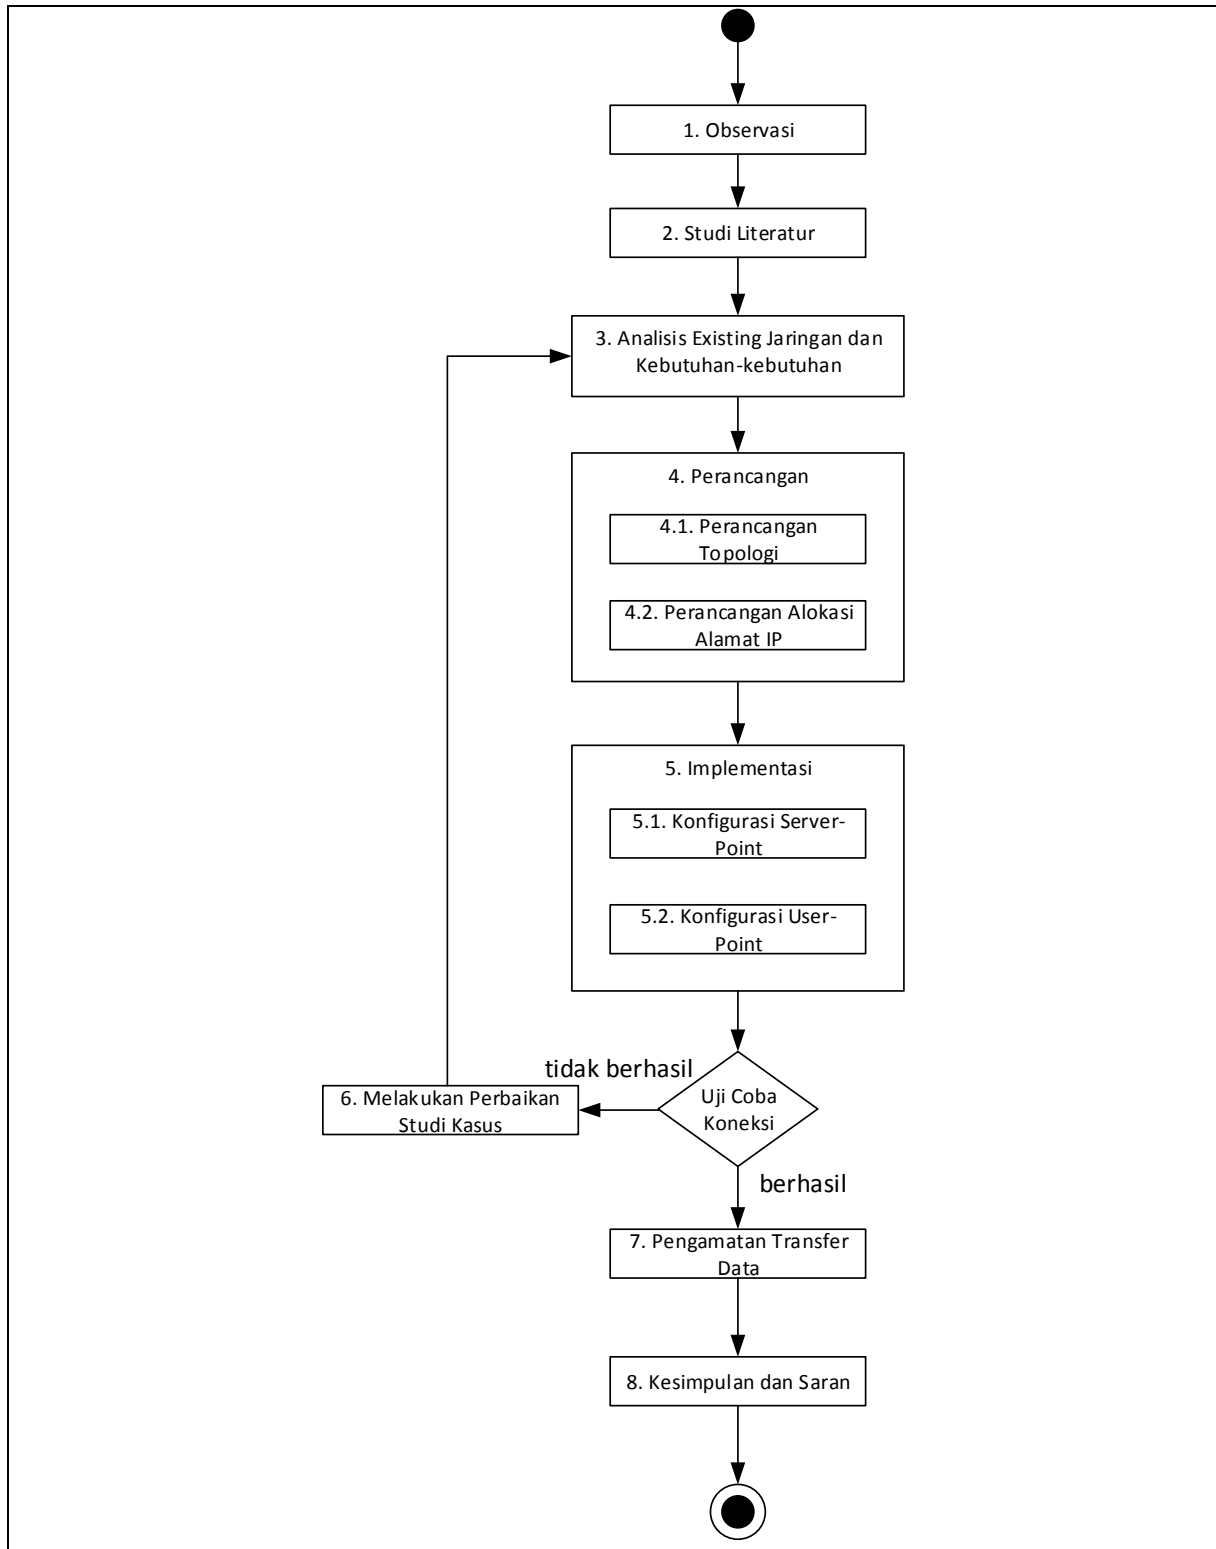 1. Observasi
2. Studi Literatur
3. Analisis Existing Jaringan dan
Kebutuhan-kebutuhan
4. Perancangan
4.1. Perancangan
Topologi
4.2. Perancangan Alokasi
Alamat IP
5. Implementasi
5.1. Konfigurasi Server-
Point
5.2. Konfigurasi User-
Point
tidak berhasil
6. Melakukan Perbaikan
Studi Kasus
Uji Coba
Koneksi
berhasil
7. Pengamatan Transfer
Data
8. Kesimpulan dan Saran